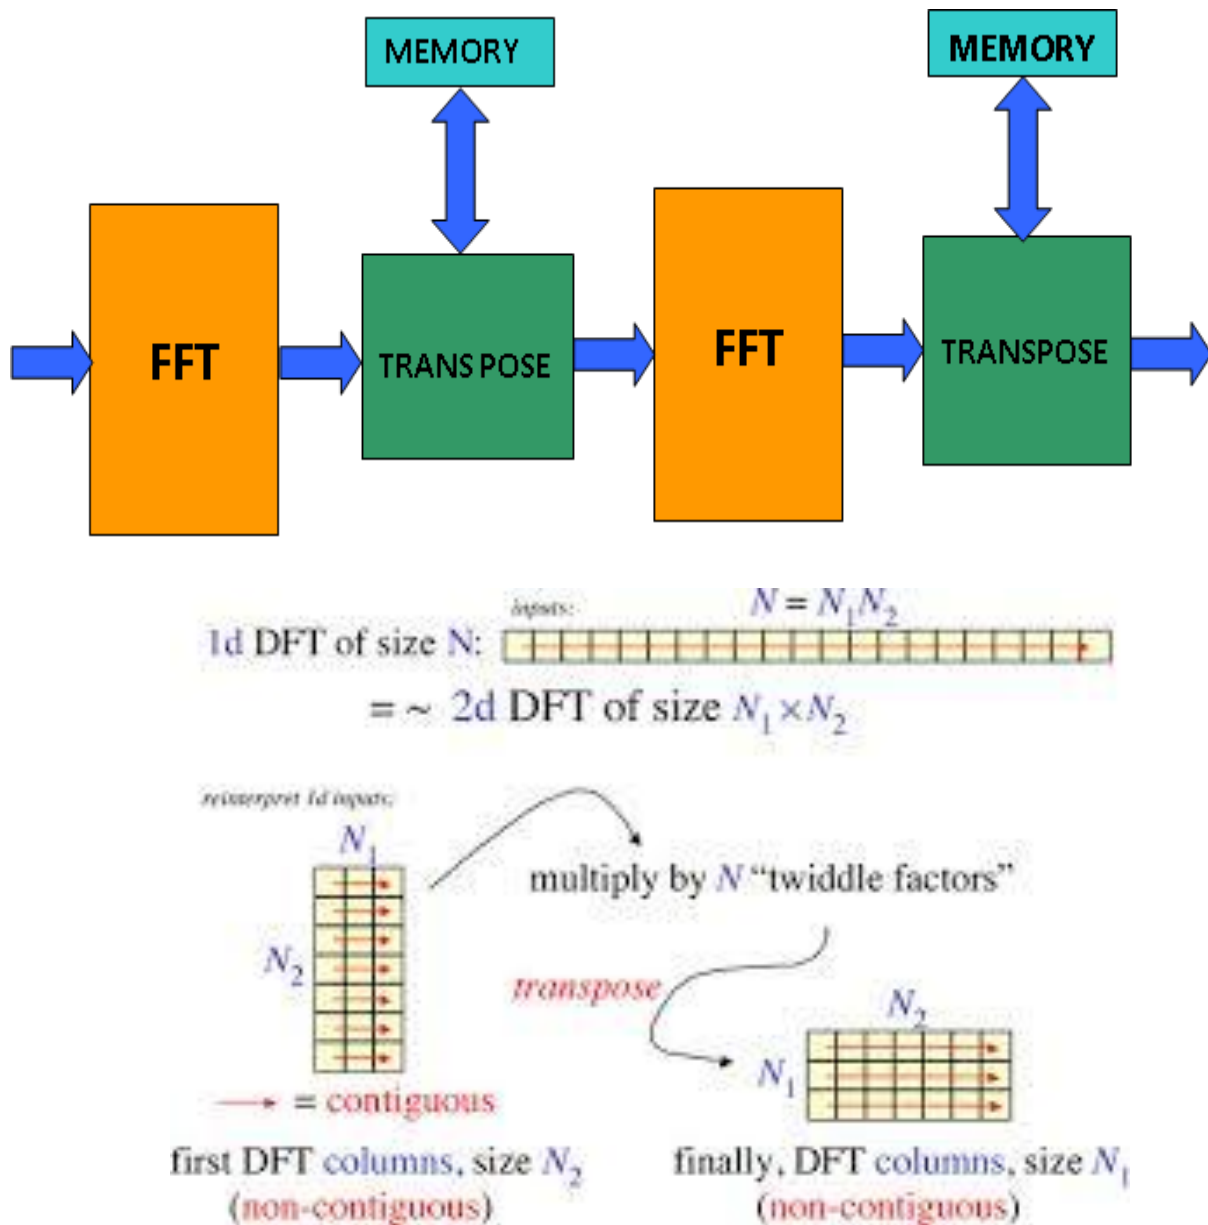 MEMORY
MEMORY
FFT
TRANSPOSE
FFT
TRANSPOSE
inputs:
N = N₁N₂
1d DFT of size N:
= ~ 2d DFT of size N₁ × N₂
reinterpret 1d inputs:
N₁
multiply by N “twiddle factors”
N₂
transpose
N₂
N₁
= contiguous
first DFT columns, size N₂
(non-contiguous)
finally, DFT columns, size N₁
(non-contiguous)